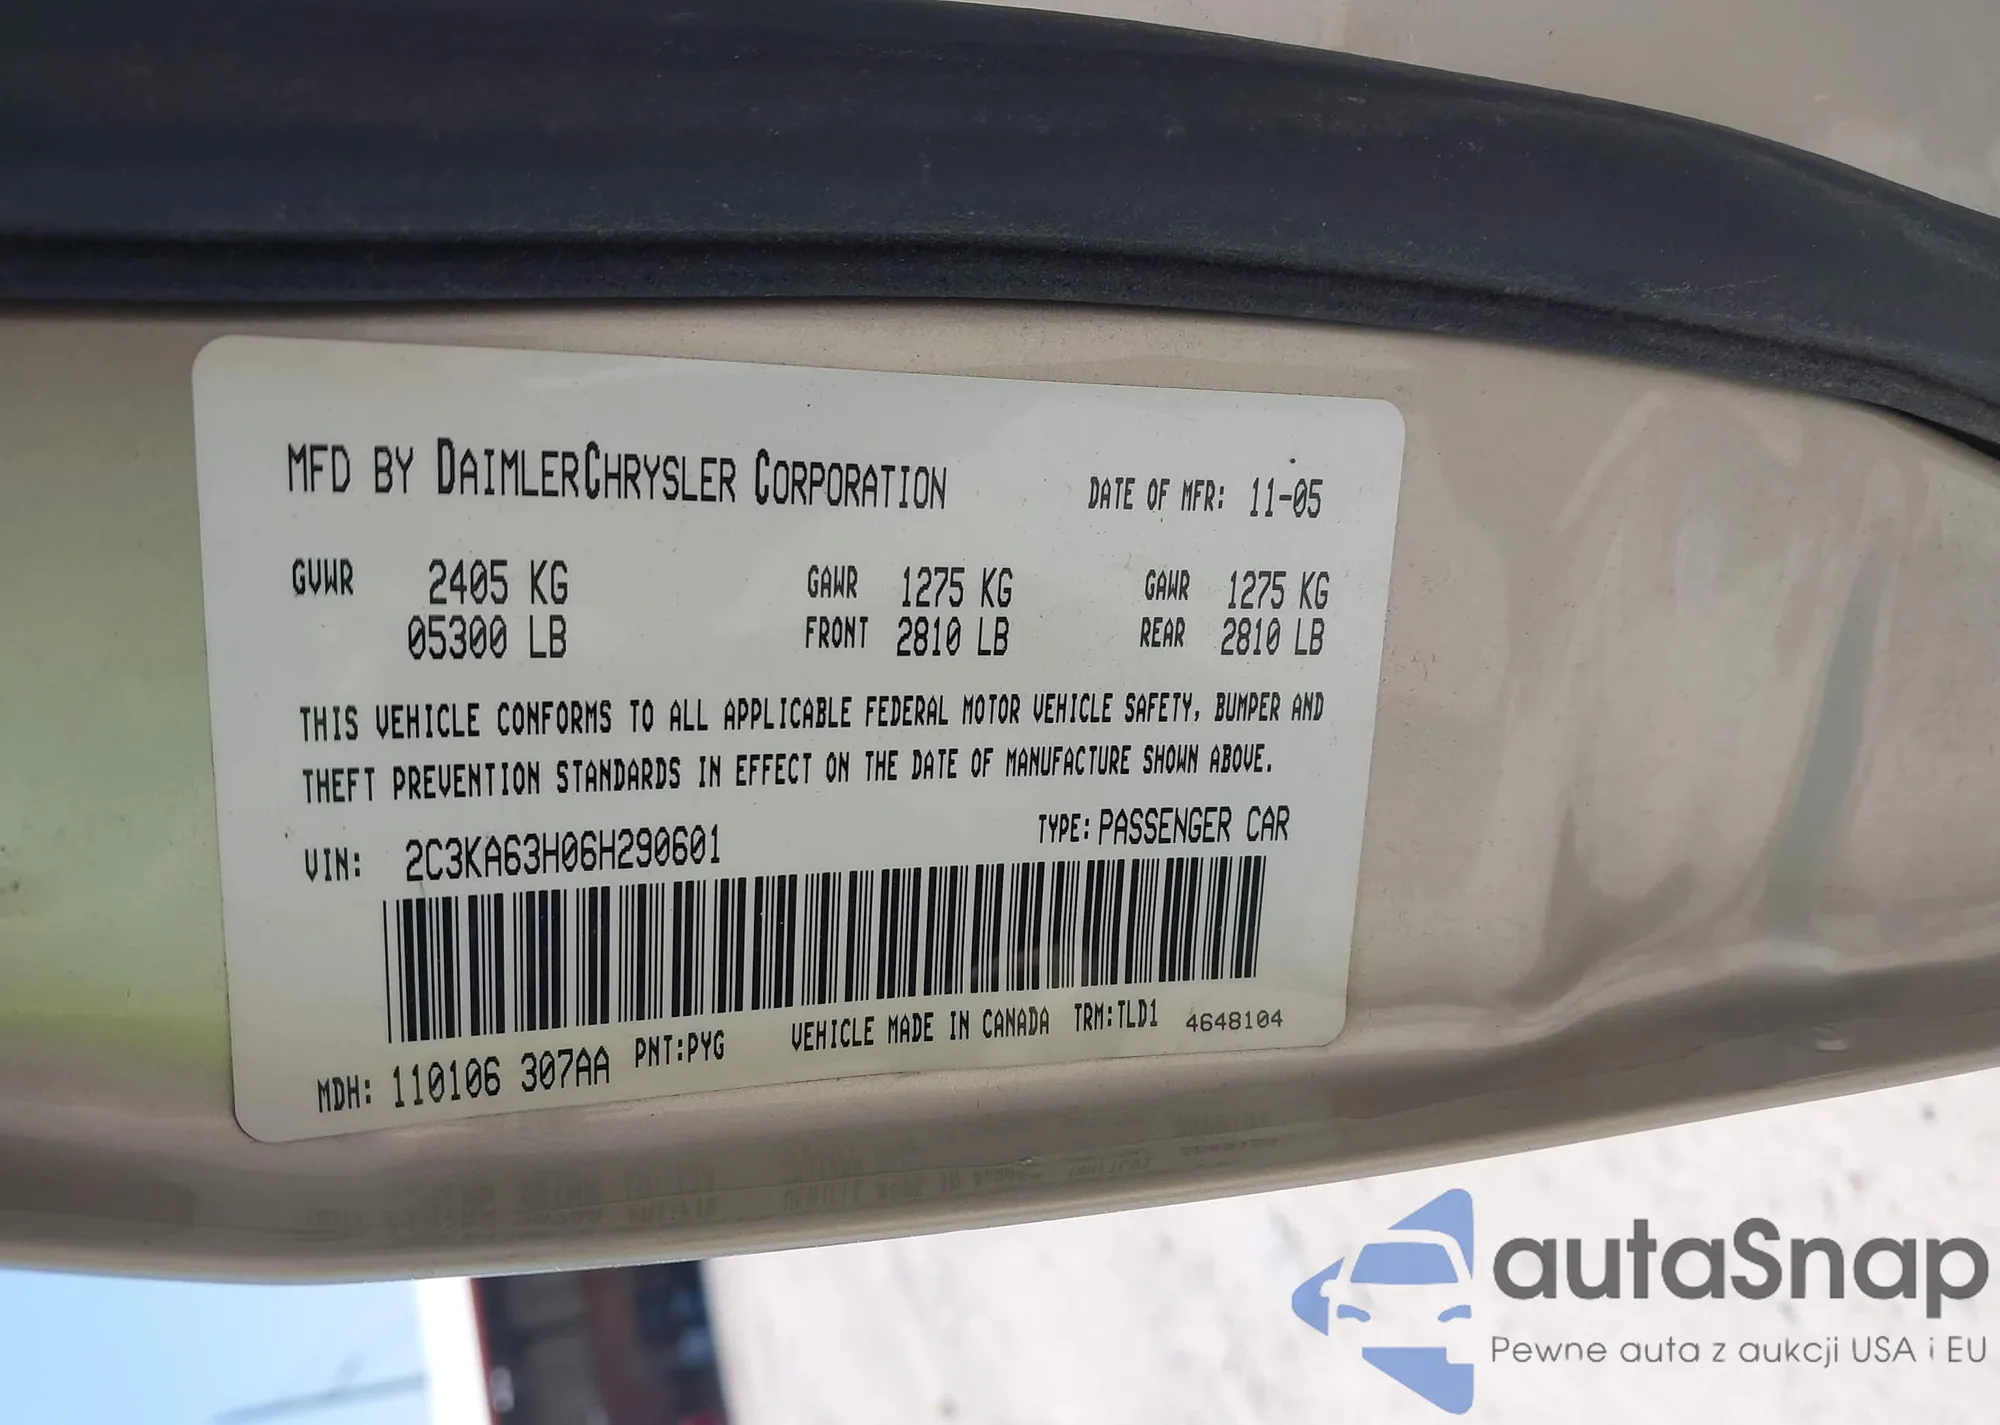 MFD BY DAIMLERCHRYSLER CORPORATION DATE OF MFR: 11-05
GVWR 2405 KG GAWR 1275 KG GAWR 1275 KG
05300 LB FRONT 2810 LB REAR 2810 LB
THIS VEHICLE CONFORMS TO ALL APPLICABLE FEDERAL MOTOR VEHICLE SAFETY, BUMPER AND
THEFT PREVENTION STANDARDS IN EFFECT ON THE DATE OF MANUFACTURE SHOWN ABOVE.
VIN: 2C3KA63H06H290601 TYPE: PASSENGER CAR
MDH: 110106 307AA PNT:PYG VEHICLE MADE IN CANADA TRM:TLD1 4648104
autaSnap
Pewne auta z aukcji USA i EU